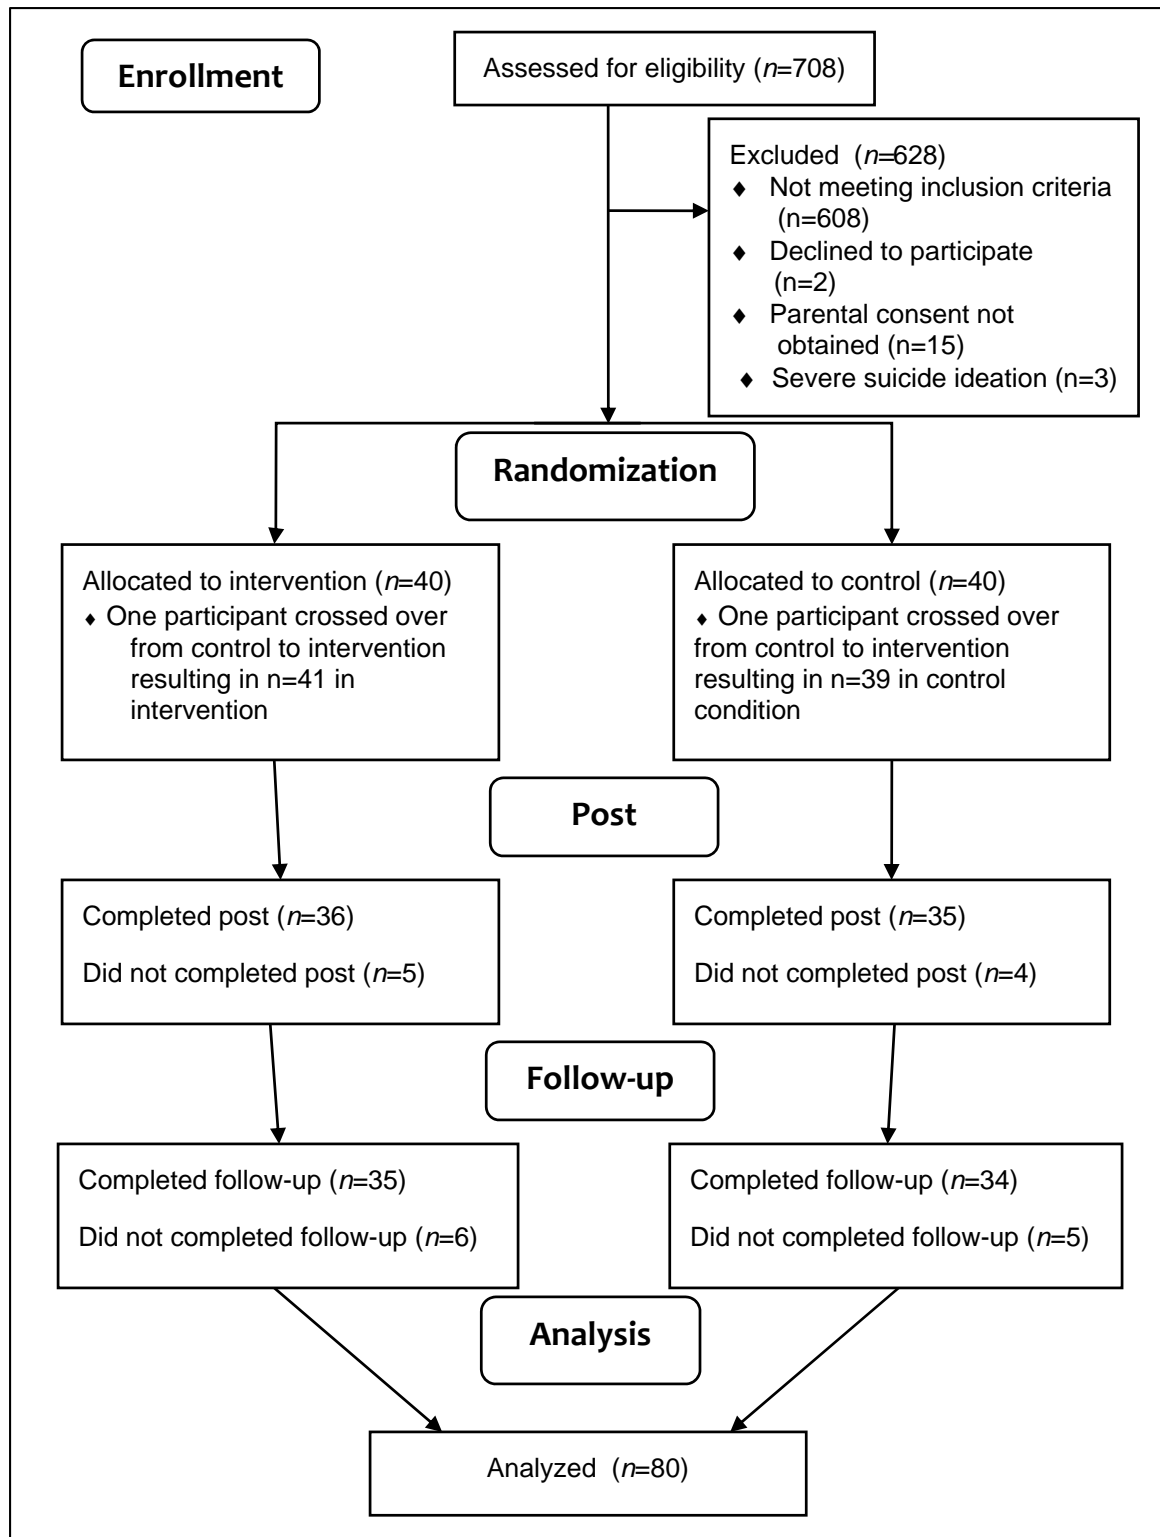 Enrollment
Assessed for eligibility (n=708)
Excluded (n=628)
♦ Not meeting inclusion criteria
(n=608)
♦ Declined to participate
(n=2)
♦ Parental consent not
obtained (n=15)
♦ Severe suicide ideation (n=3)
Randomization
Allocated to intervention (n=40)
♦ One participant crossed over
from control to intervention
resulting in n=41 in
intervention
Allocated to control (n=40)
♦ One participant crossed over
from control to intervention
resulting in n=39 in control
condition
Post
Completed post (n=36)
Did not completed post (n=5)
Completed post (n=35)
Did not completed post (n=4)
Follow-up
Completed follow-up (n=35)
Did not completed follow-up (n=6)
Completed follow-up (n=34)
Did not completed follow-up (n=5)
Analysis
Analyzed (n=80)